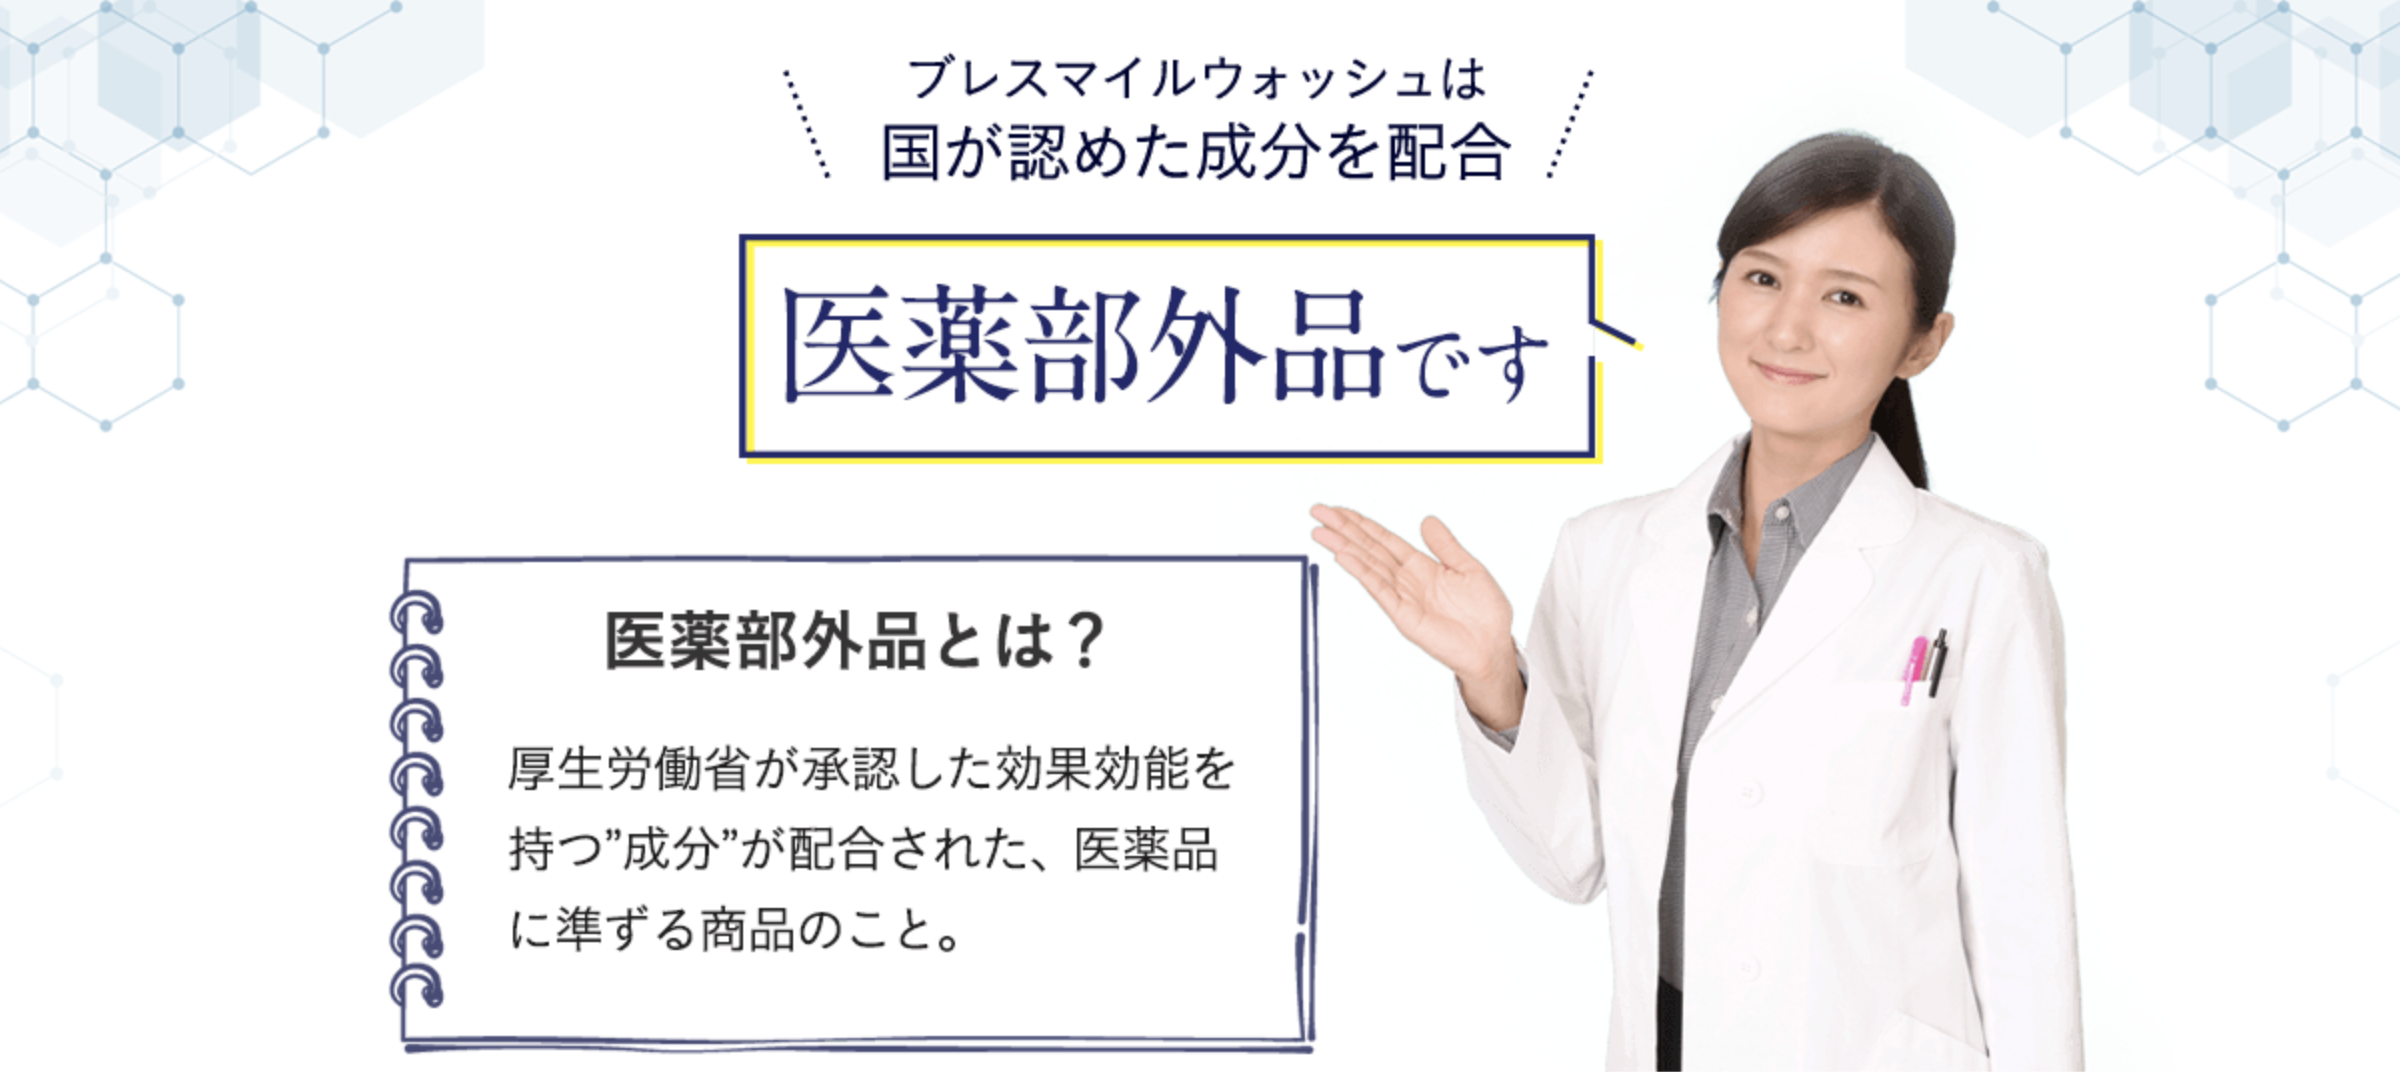 ブレスマイルウォッシュは
国が認めた成分を配合
医薬部外品です
医薬部外品とは？
厚生労働省が承認した効果効能を
持つ”成分”が配合された、医薬品
に準ずる商品のこと。